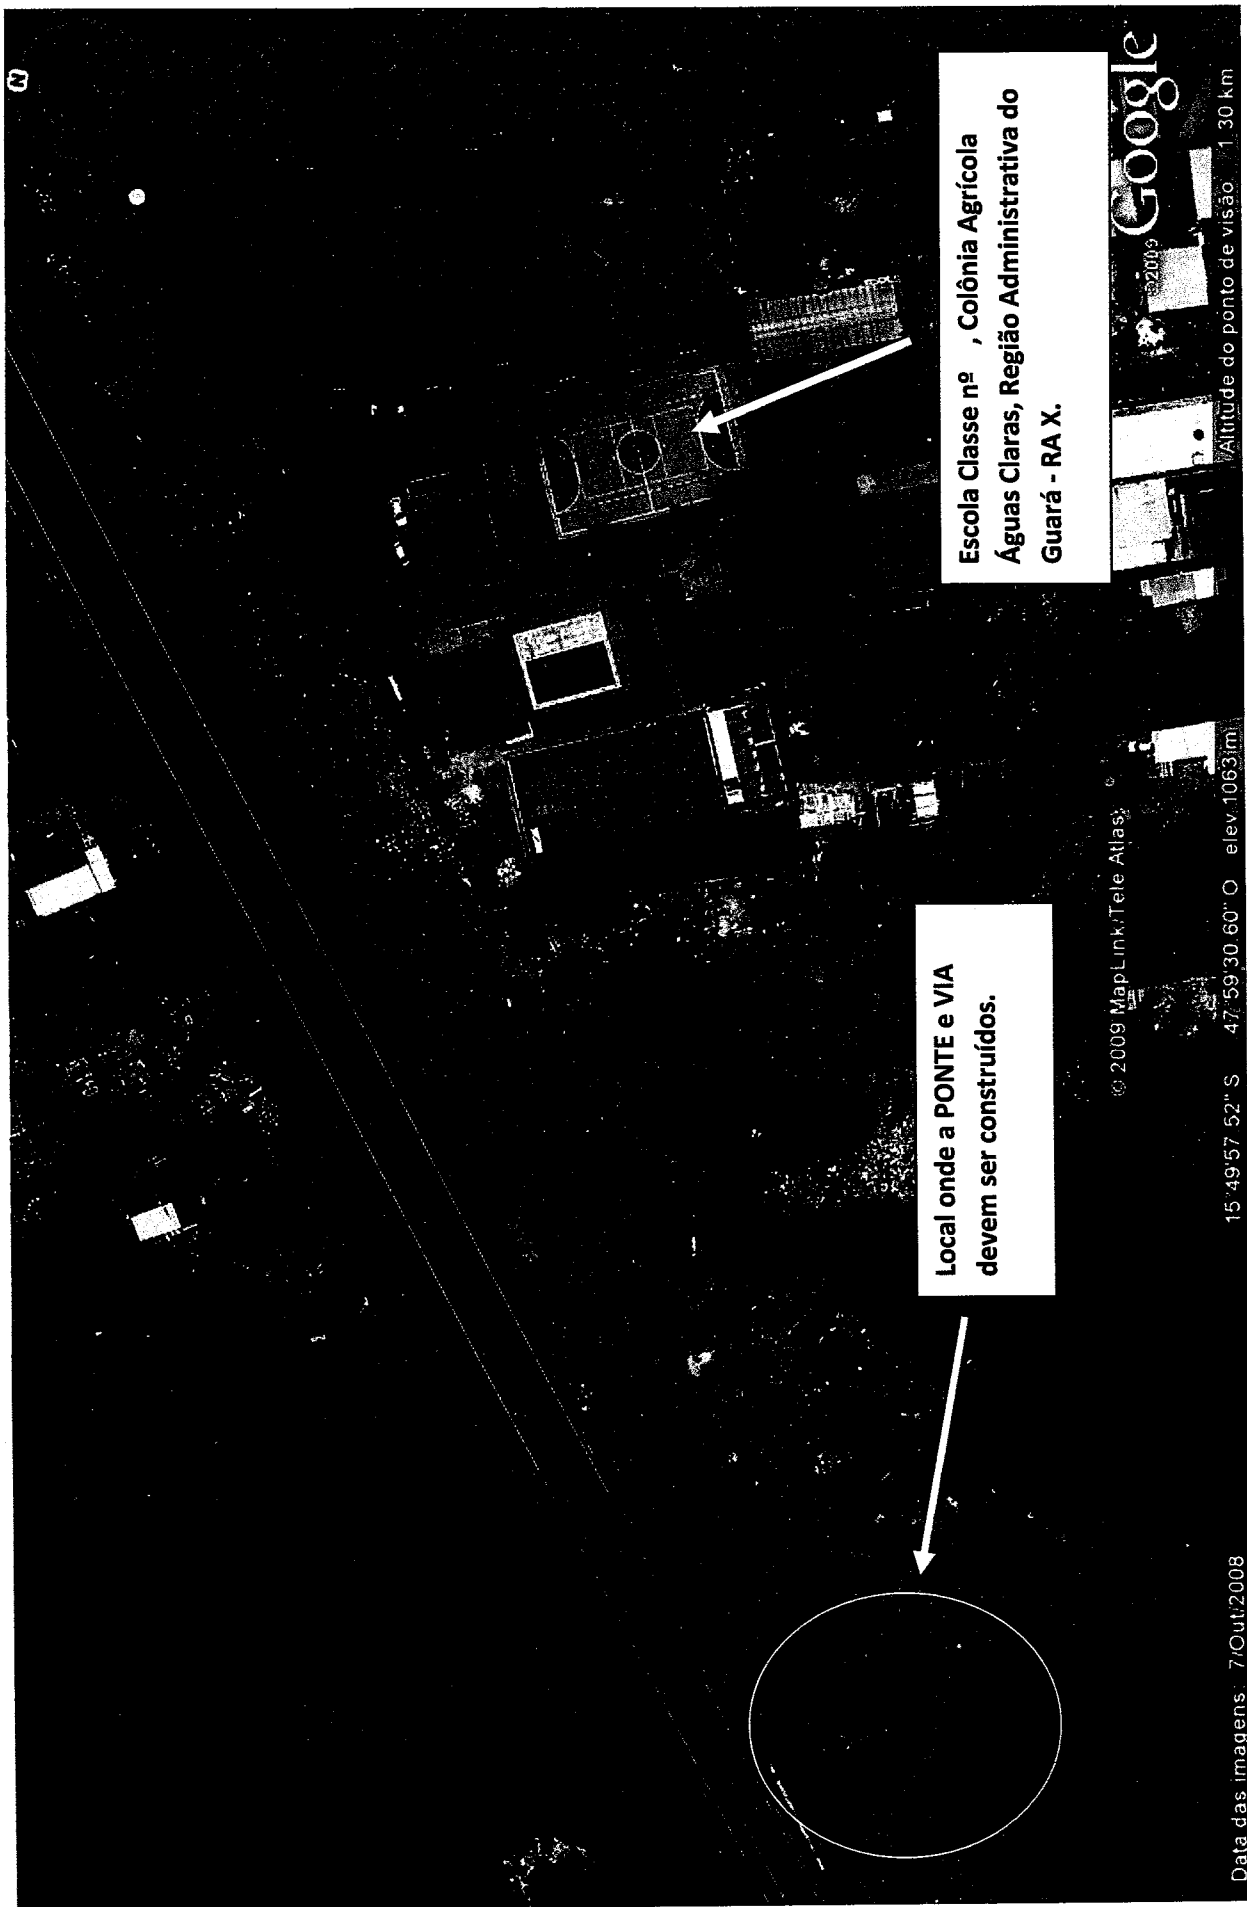 N
Escola Classe nº , Colônia Agrícola
Águas Claras, Região Administrativa do
Guará - RA X.
Local onde a PONTE e VIA
devem ser construídos.
© 2009 MapLink/Tele Atlas
©2009 Google
Data das imagens: 7/Out/2008
15°49'57 52" S 47°59'30 60" O elev 1063 m
Altitude do ponto de visão 1 30 km